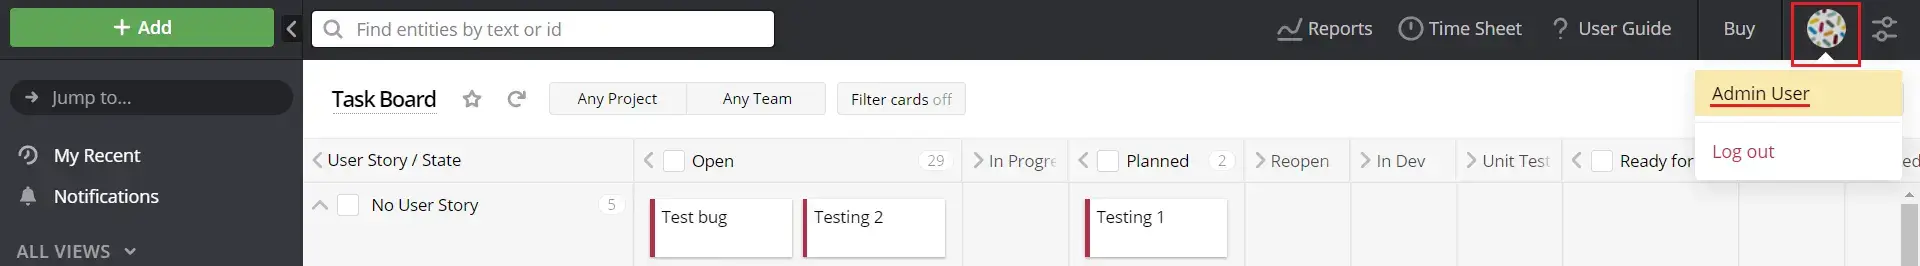 + Add
Find entities by text or id
Reports
Time Sheet
? User Guide
Buy
Jump to...
Task Board
Any Project
Any Team
Filter cards off
Admin User
Log out
My Recent
Notifications
ALL VIEWS
User Story / State
Open
29
In Progre
Planned
2
Reopen
In Dev
Unit Test
Ready for
ed
No User Story
5
Test bug
Testing 2
Testing 1